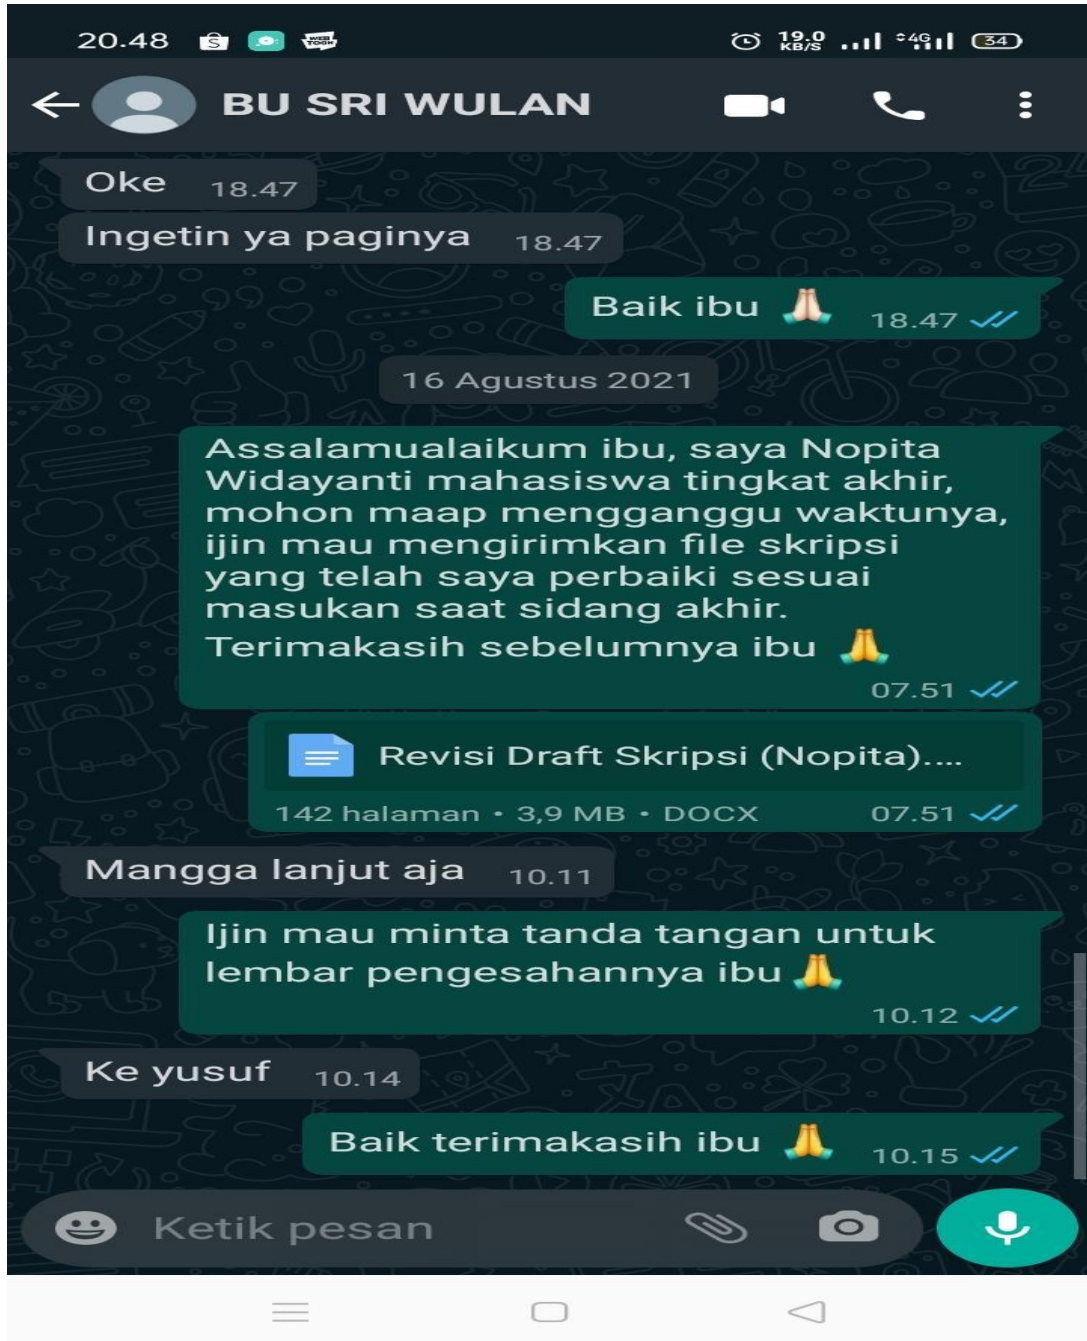 20.48
19.0 KB/S 4G 34
BU SRI WULAN
Oke 18.47
Ingetin ya paginya 18.47
Baik ibu 🙏🏻 18.47
16 Agustus 2021
Assalamualaikum ibu, saya Nopita
Widayanti mahasiswa tingkat akhir,
mohon maap mengganggu waktunya,
ijin mau mengirimkan file skripsi
yang telah saya perbaiki sesuai
masukan saat sidang akhir.
Terimakasih sebelumnya ibu 🙏
07.51
Revisi Draft Skripsi (Nopita)....
142 halaman • 3,9 MB • DOCX 07.51
Mangga lanjut aja 10.11
Ijin mau minta tanda tangan untuk
lembar pengesahannya ibu 🙏
10.12
Ke yusuf 10.14
Baik terimakasih ibu 🙏 10.15
Ketik pesan